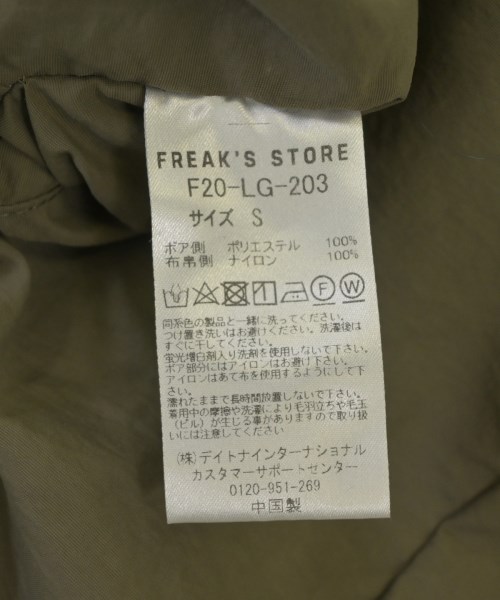 FREAK'S STORE
F20-LG-203
サイズ S
ボア側 ポリエステル 100%
布帛側 ナイロン 100%
F W
同系色の製品と一緒に洗ってください。
つけ置き洗いはお避けください。洗濯後は
すぐに干してください。
蛍光増白剤入り洗剤を使用しないで下さい。
ボア部分にはアイロンはお避け下さい。
アイロンはあて布を使用するようにして下
さい。
濡れたままで長時間放置しないで下さい。
着用中の摩擦や洗濯により毛羽立ちや毛玉
(ピル)が生じる事がありますので取り扱
いには注意してください
(株)デイトナインターナショナル
カスタマーサポートセンター
0120-951-269
中国製